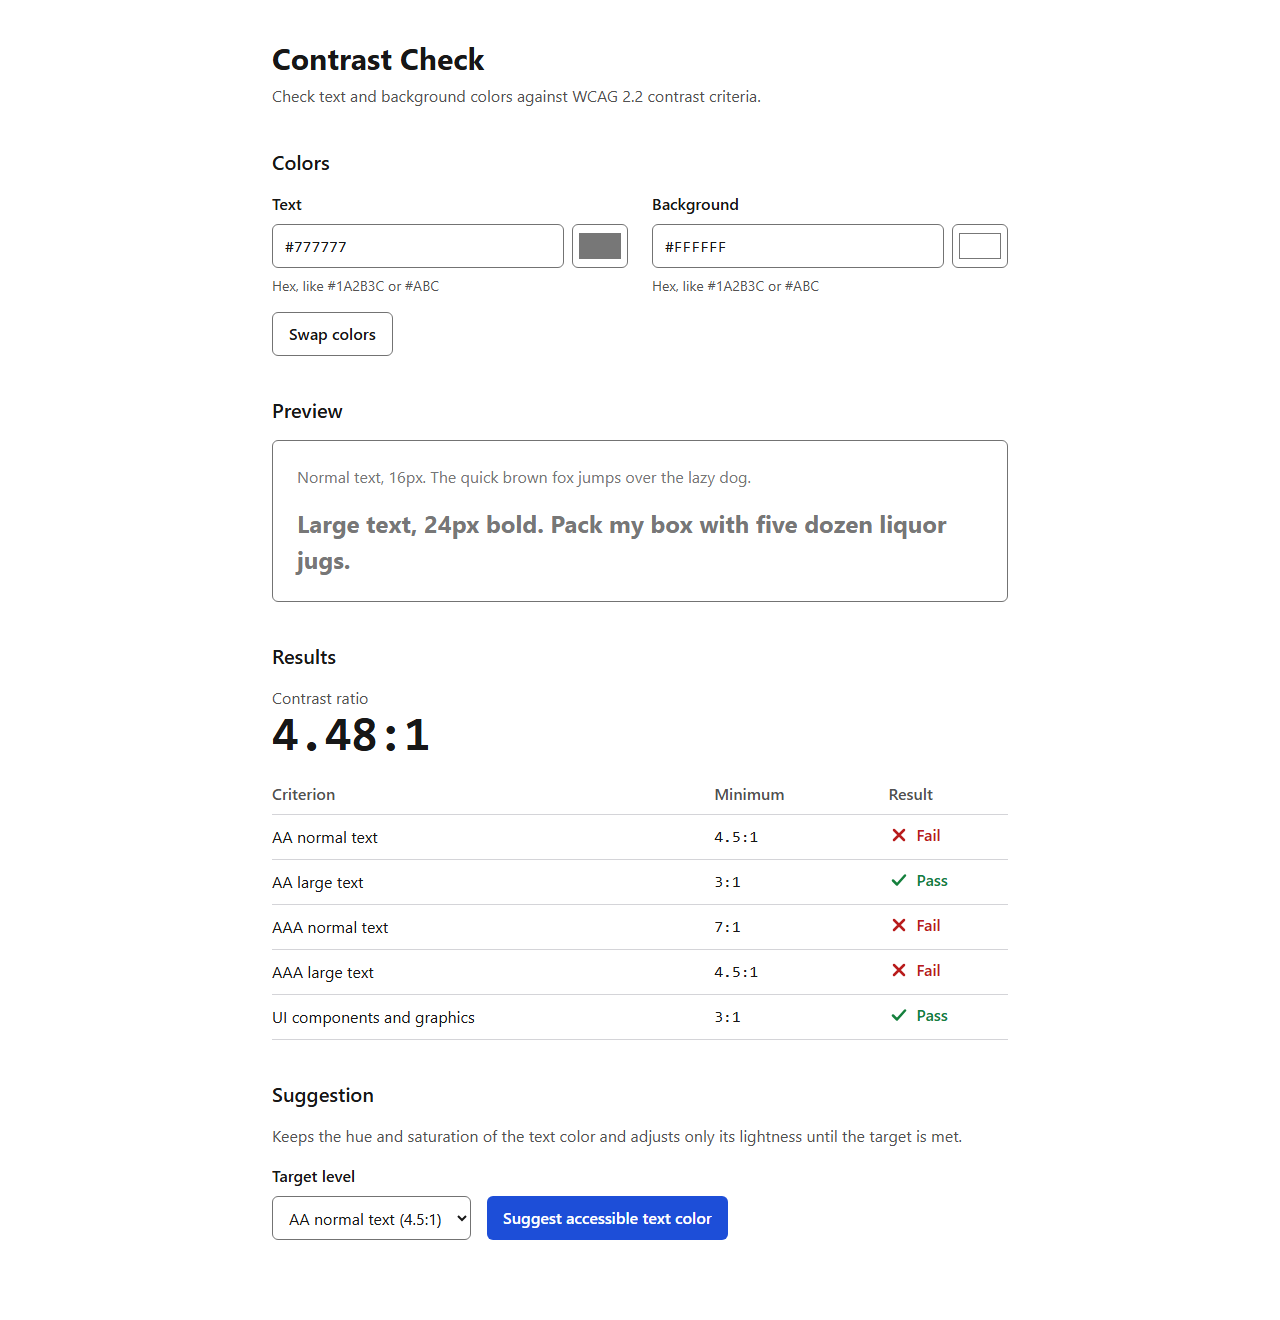 Contrast Check
Check text and background colors against WCAG 2.2 contrast criteria.
Colors
Text
Background
#777777
#FFFFFF
Hex, like #1A2B3C or #ABC
Hex, like #1A2B3C or #ABC
Swap colors
Preview
Normal text, 16px. The quick brown fox jumps over the lazy dog.
Large text, 24px bold. Pack my box with five dozen liquor
jugs.
Results
Contrast ratio
4.48:1
Criterion Minimum Result
AA normal text 4.5:1 Fail
AA large text 3:1 Pass
AAA normal text 7:1 Fail
AAA large text 4.5:1 Fail
UI components and graphics 3:1 Pass
Suggestion
Keeps the hue and saturation of the text color and adjusts only its lightness until the target is met.
Target level
AA normal text (4.5:1)
Suggest accessible text color